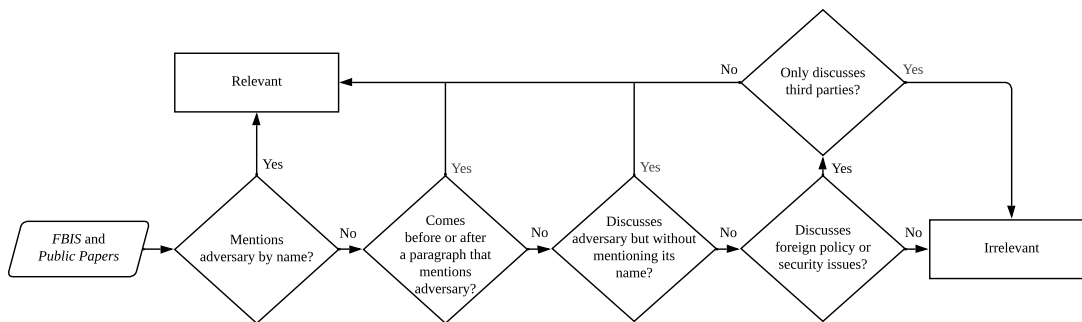 Only discusses
third parties?
No
Yes
Relevant
Yes
Yes
Yes
Yes
FBIS and
Public Papers
Mentions
adversary by name?
No
Comes
before or after
a paragraph that
mentions
adversary?
No
Discusses
adversary but without
mentioning its
name?
No
Discusses
foreign policy or
security issues?
No
Irrelevant